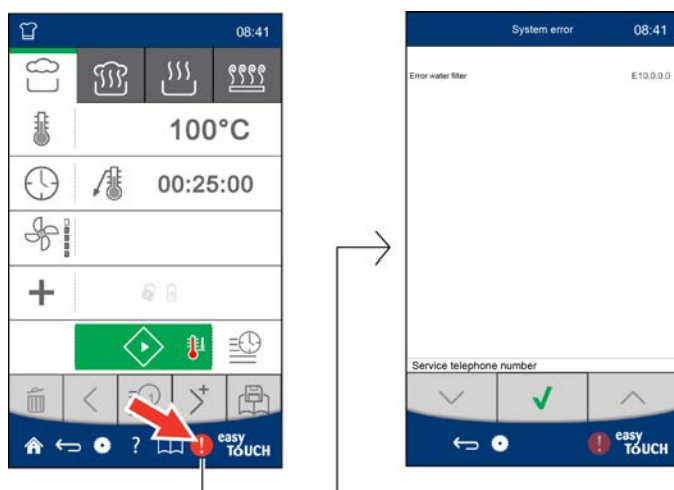 08:41
100°C
00:25:00
?
!
easy
TOUCH
System error 08:41
Error water filter E10.0.0.0
Service telephone number
!
easy
TOUCH